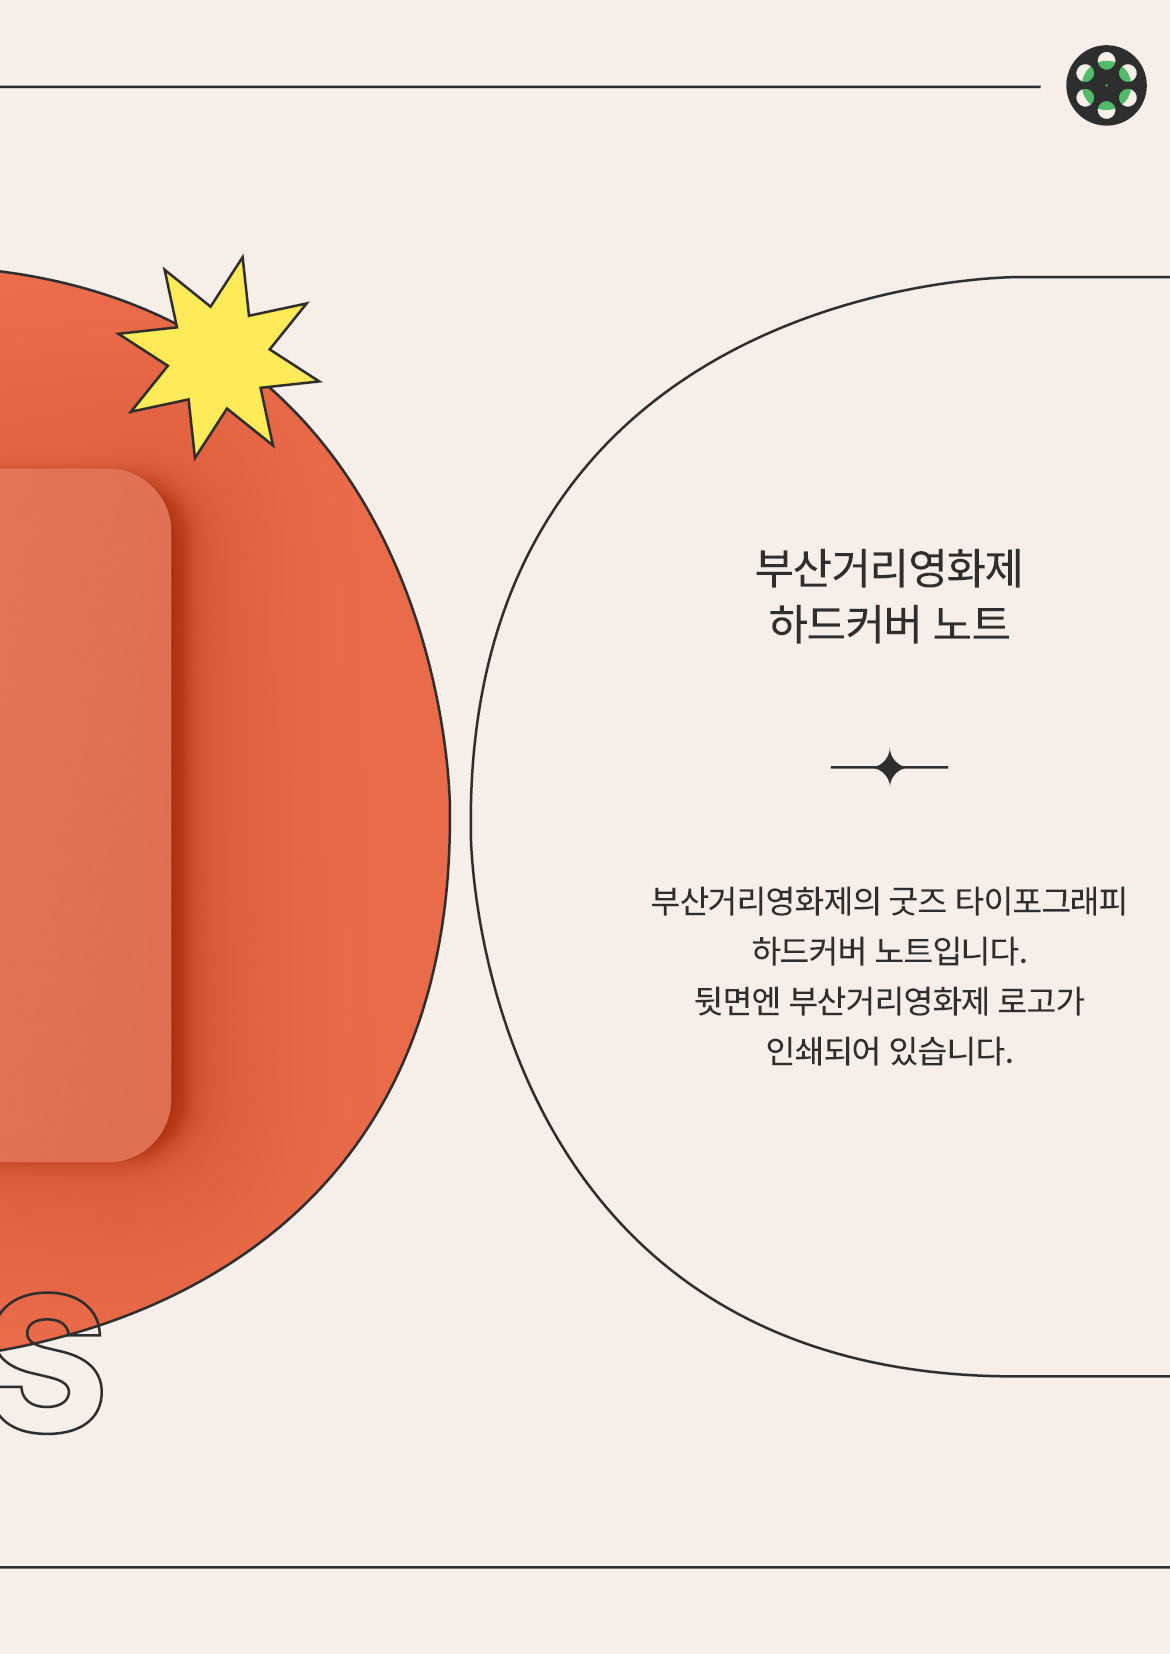 부산거리영화제
하드커버 노트
부산거리영화제의 굿즈 타이포그래피
하드커버 노트입니다.
뒷면엔 부산거리영화제 로고가
인쇄되어 있습니다.
S